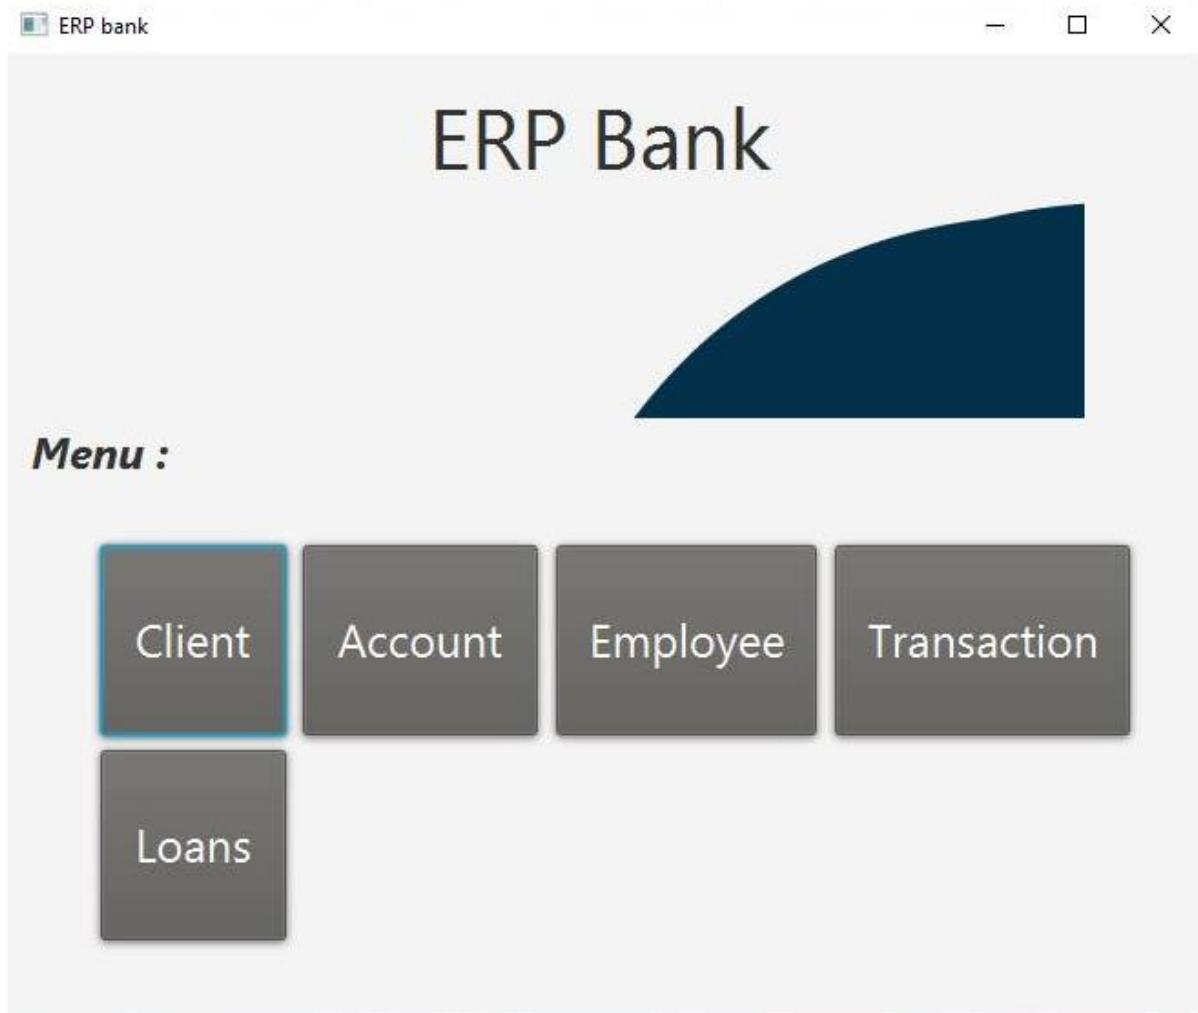 ERP bank
ERP Bank
Menu :
Client Account Employee Transaction
Loans